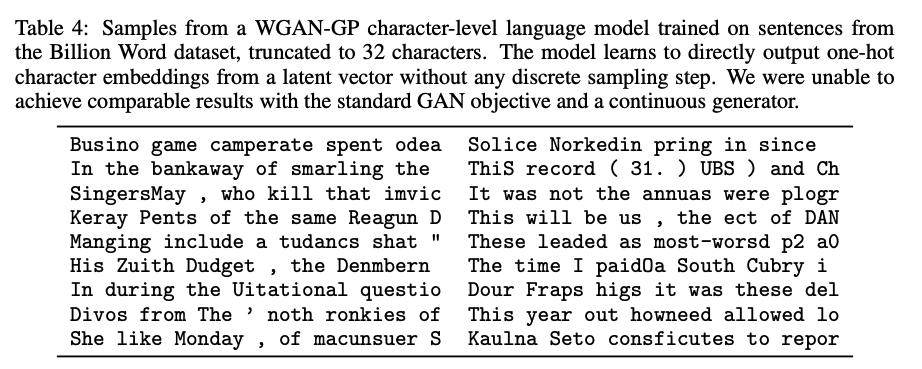 Table 4: Samples from a WGAN-GP character-level language model trained on sentences from
the Billion Word dataset, truncated to 32 characters. The model learns to directly output one-hot
character embeddings from a latent vector without any discrete sampling step. We were unable to
achieve comparable results with the standard GAN objective and a continuous generator.
Busino game camperate spent odea
In the bankaway of smarling the
SingersMay , who kill that imvic
Keray Pents of the same Reagun D
Manging include a tudancs shat "
His Zuith Dudget , the Denmbern
In during the Uitational questio
Divos from The ’ noth ronkies of
She like Monday , of macunsuer S
Solice Norkedin pring in since
ThiS record ( 31. ) UBS ) and Ch
It was not the annuas were plogr
This will be us , the ect of DAN
These leaded as most-worsd p2 a0
The time I paidOa South Cubry i
Dour Fraps higs it was these del
This year out howneed allowed lo
Kaulna Seto consficutes to repor